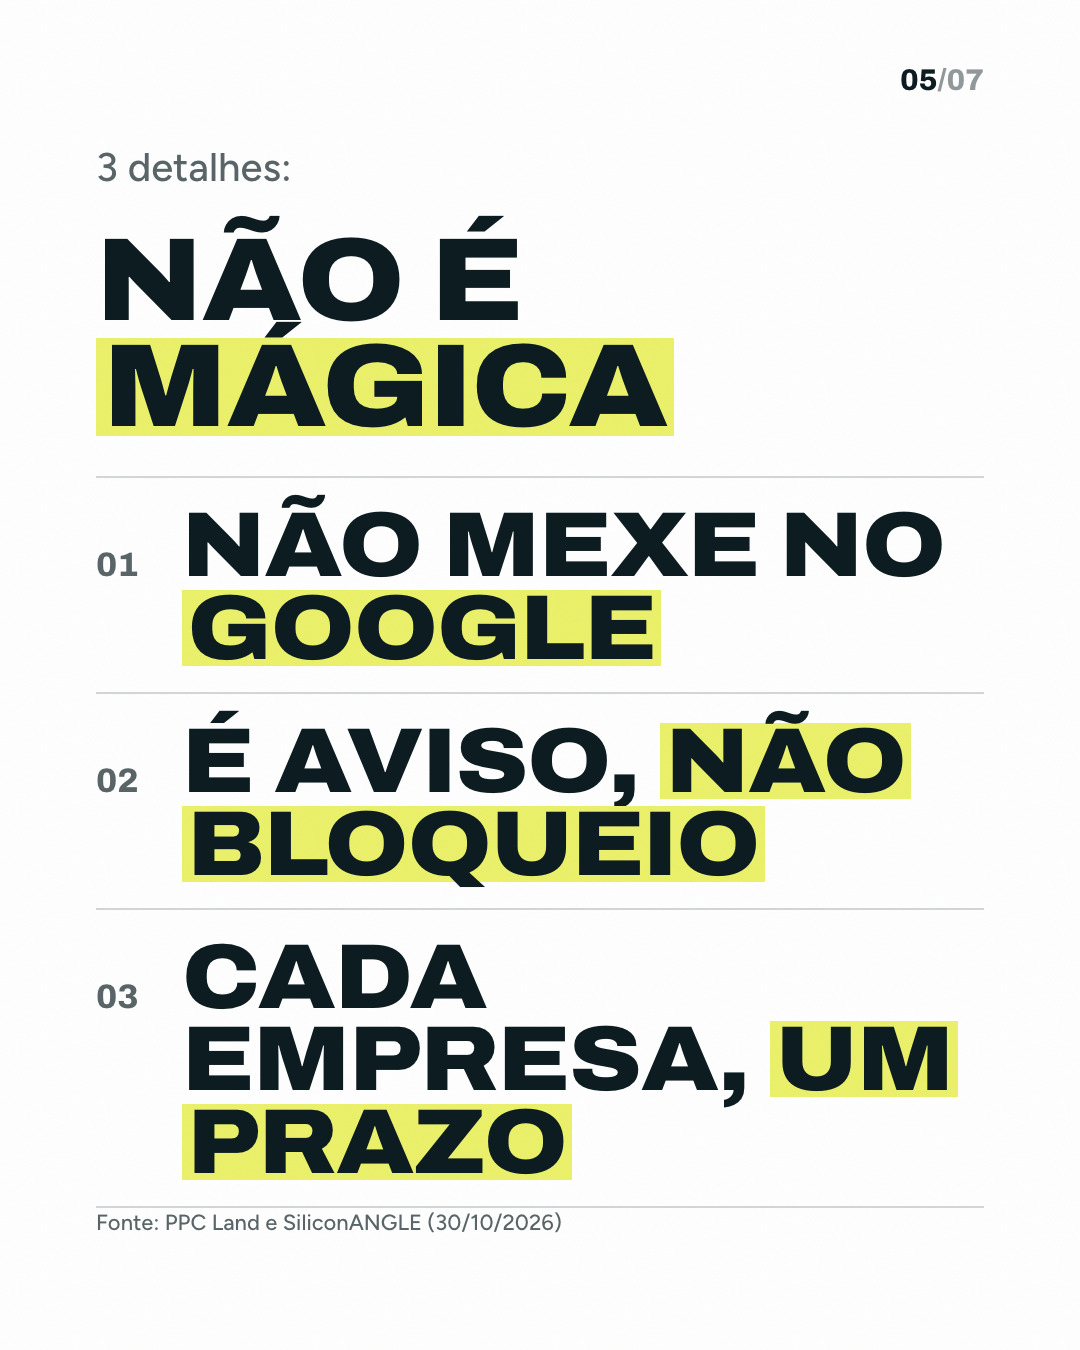 05/07
3 detalhes:
NÃO É
MÁGICA
01
NÃO MEXE NO
GOOGLE
02
É AVISO, NÃO
BLOQUEIO
03
CADA
EMPRESA, UM
PRAZO
Fonte: PPC Land e SiliconANGLE (30/10/2026)